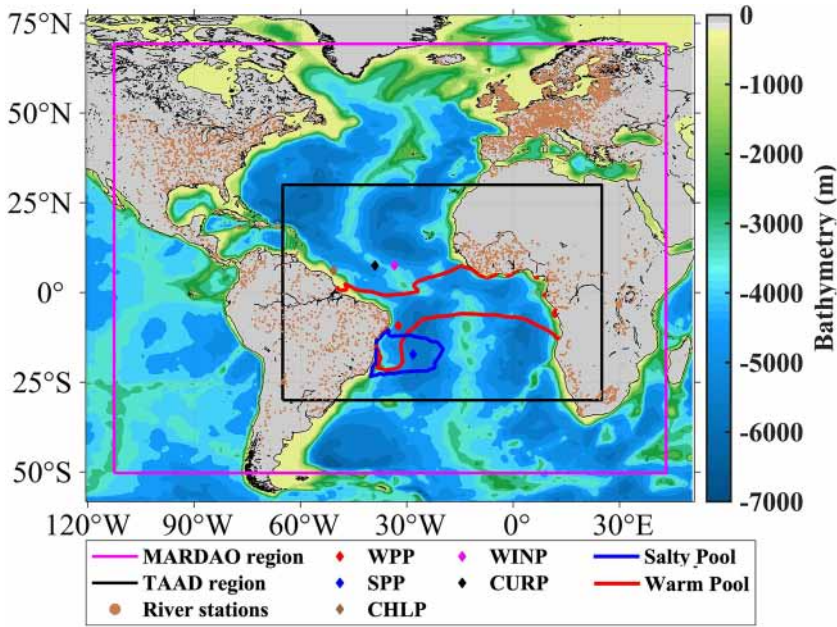 75°N
50°N
25°N
0°
25°S
50°S
120°W 90°W 60°W 30°W 0° 30°E
0
-1000
-2000
-3000
-4000
-5000
-6000
-7000
Bathymetry (m)
MARDAO region WPP WINP Salty Pool
TAAD region SPP CURP Warm Pool
River stations CHLP